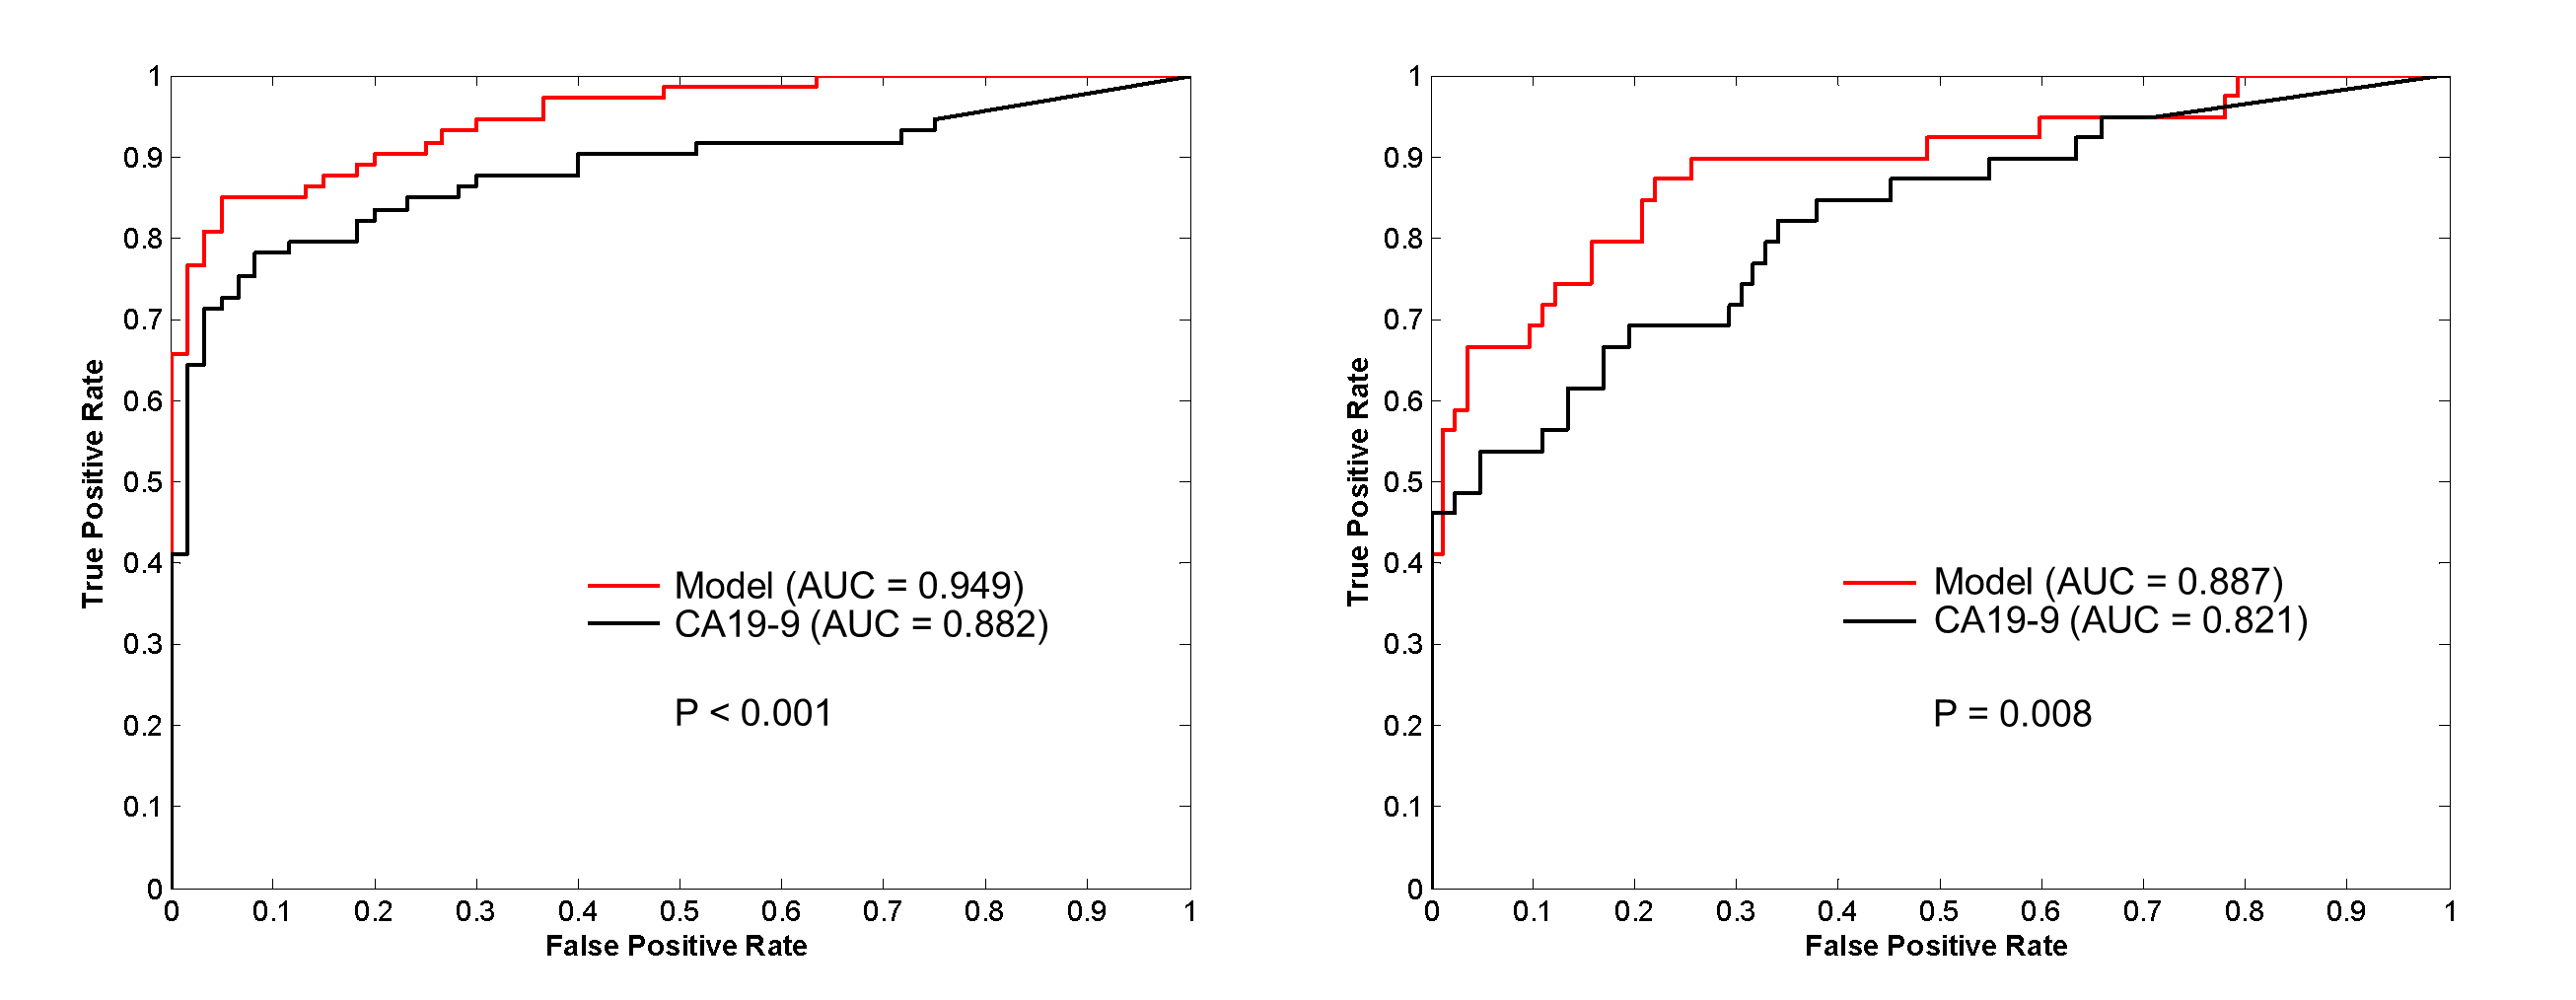 1
0.9
0.8
0.7
0.6
0.5
0.4
0.3
0.2
0.1
0
True Positive Rate
Model (AUC = 0.949)
CA19-9 (AUC = 0.882)
P < 0.001
0 0.1 0.2 0.3 0.4 0.5 0.6 0.7 0.8 0.9 1
False Positive Rate
1
0.9
0.8
0.7
0.6
0.5
0.4
0.3
0.2
0.1
0
True Positive Rate
Model (AUC = 0.887)
CA19-9 (AUC = 0.821)
P = 0.008
0 0.1 0.2 0.3 0.4 0.5 0.6 0.7 0.8 0.9 1
False Positive Rate